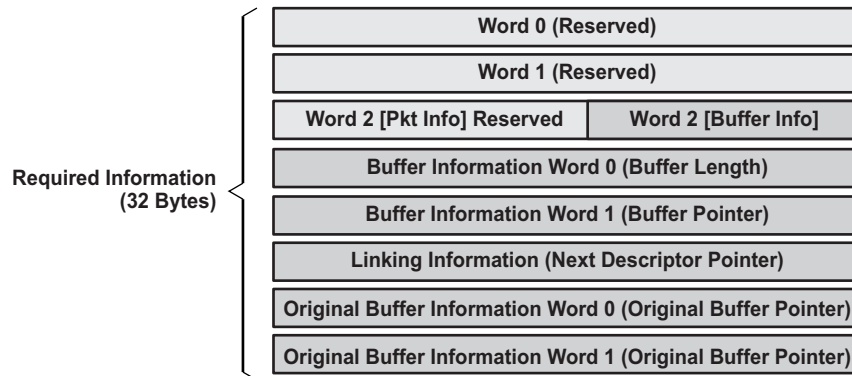 Word 0 (Reserved)
Word 1 (Reserved)
Word 2 [Pkt Info] Reserved
Word 2 [Buffer Info]
Required Information
(32 Bytes)
Buffer Information Word 0 (Buffer Length)
Buffer Information Word 1 (Buffer Pointer)
Linking Information (Next Descriptor Pointer)
Original Buffer Information Word 0 (Original Buffer Pointer)
Original Buffer Information Word 1 (Original Buffer Pointer)